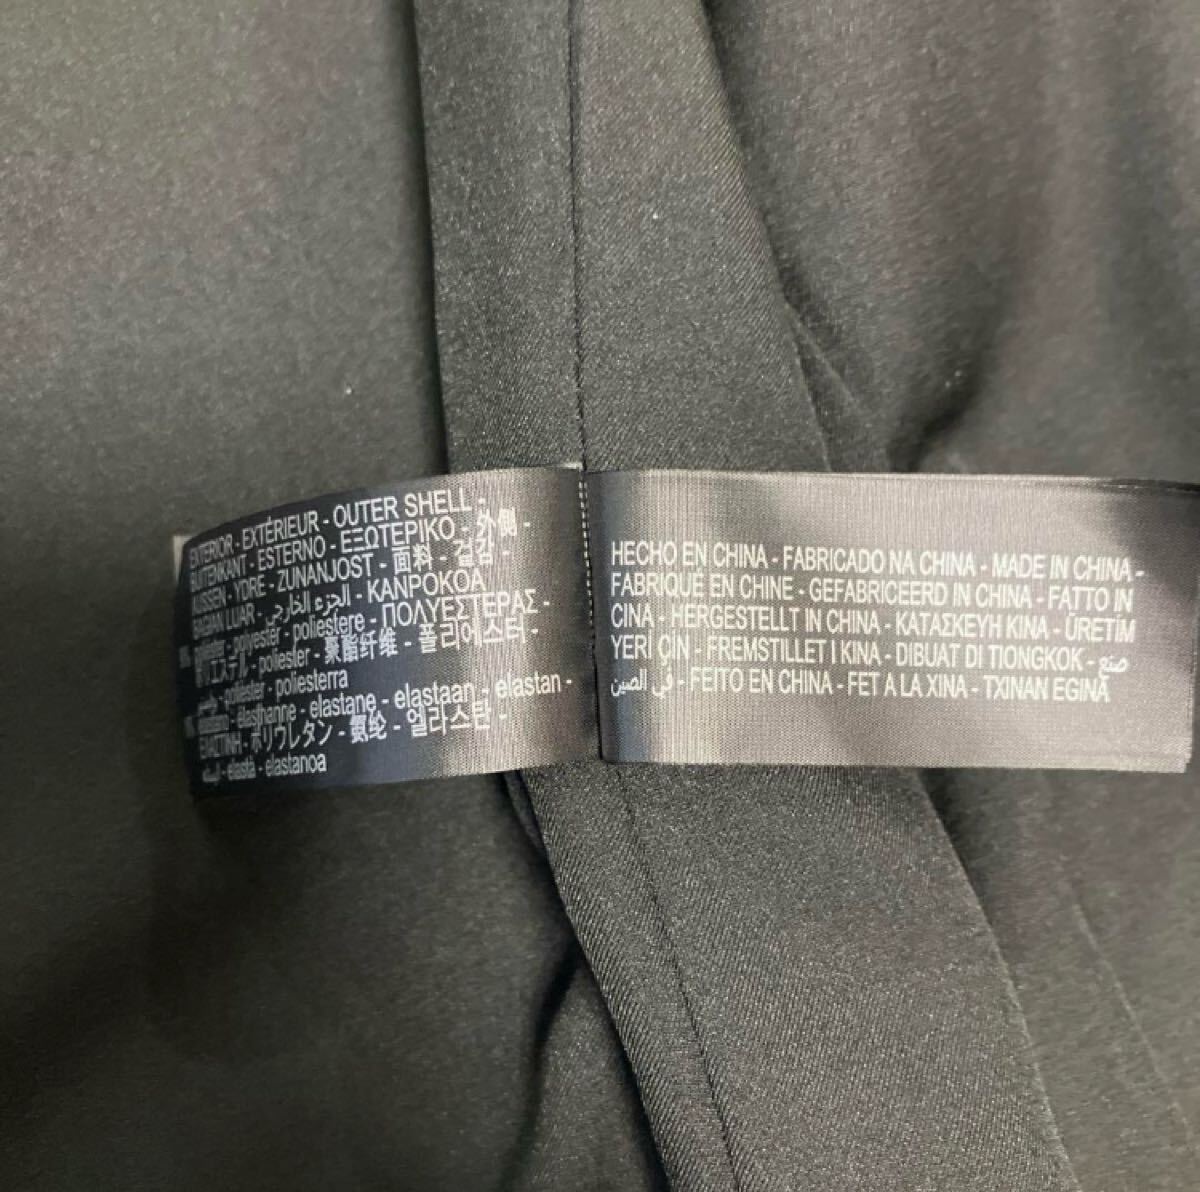 EXTERIOR - EXTÉRIEUR - OUTER SHELL -
BUITENKANT - ESTERNO - ΕΞΩΤΕΡΙΚΟ - 外側 -
AUSSEN - YDRE - ZUNANJOST - 面料 - 겉감 -
BAGIAN LUAR - الجزء الخارجي - KANPOKOA
polyester - poliestere - ΠΟΛΥΕΣΤΕΡΑΣ -
ポリエステル - poliester - 聚酯纤维 - 폴리에스터 -
- poliester - poliesterra
- élasthanne - elastane - elastaan - elastan -
ΕΛΑΣΤΙΝΗ - ポリウレタン - 氨纶 - 엘라스탄 -
- elastà - elastanoa
HECHO EN CHINA - FABRICADO NA CHINA - MADE IN CHINA -
FABRIQUÉ EN CHINE - GEFABRICEERD IN CHINA - FATTO IN
CINA - HERGESTELLT IN CHINA - ΚΑΤΑΣΚΕΥΗ ΚΙΝΑ - ÜRETİM
YERİ ÇİN - FREMSTILLET I KINA - DIBUAT DI TIONGKOK - صنع
في الصين - FEITO EN CHINA - FET A LA XINA - TXINAN EGINA